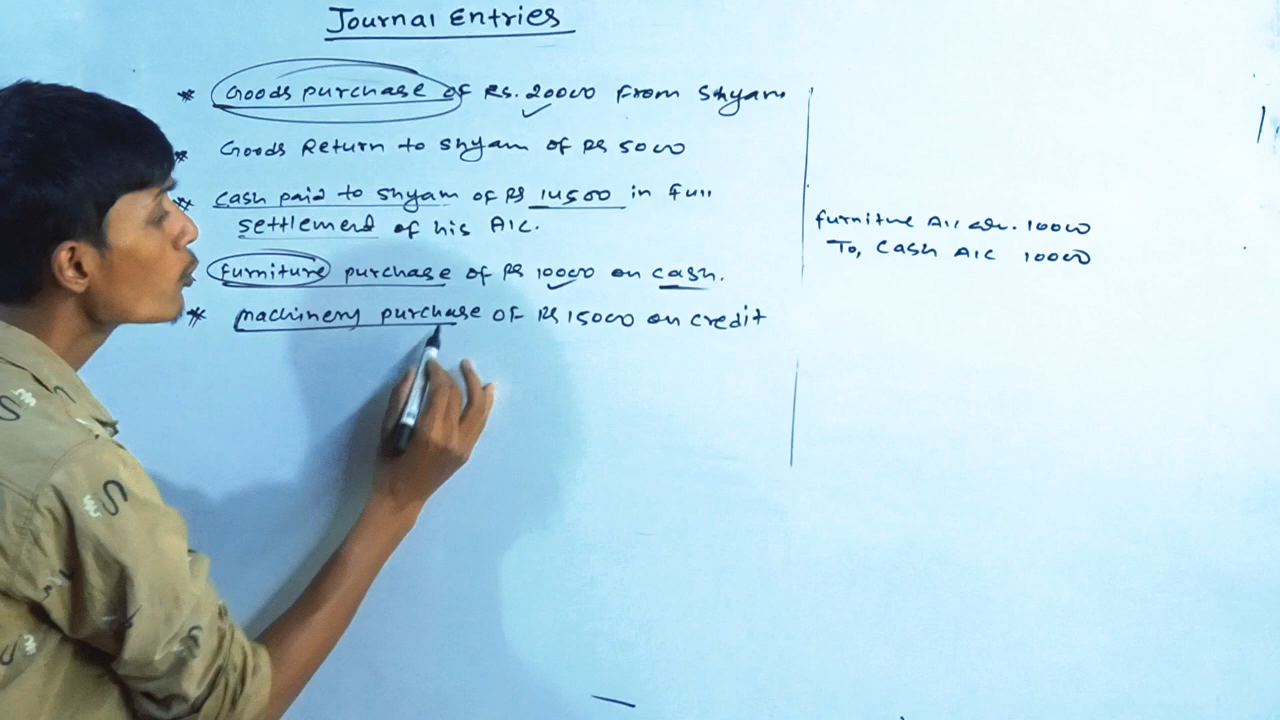 Journal Entries
* Goods purchase of Rs. 20000 from Shyam
* Goods Return to Shyam of Rs 5000
* Cash paid to Shyam of Rs 14500 in full
settlement of his A/c.
furniture purchase of Rs 10000 on cash.
* machinery purchase of Rs 15000 on credit
furniture A/c Dr. 10000
To, Cash A/c 10000